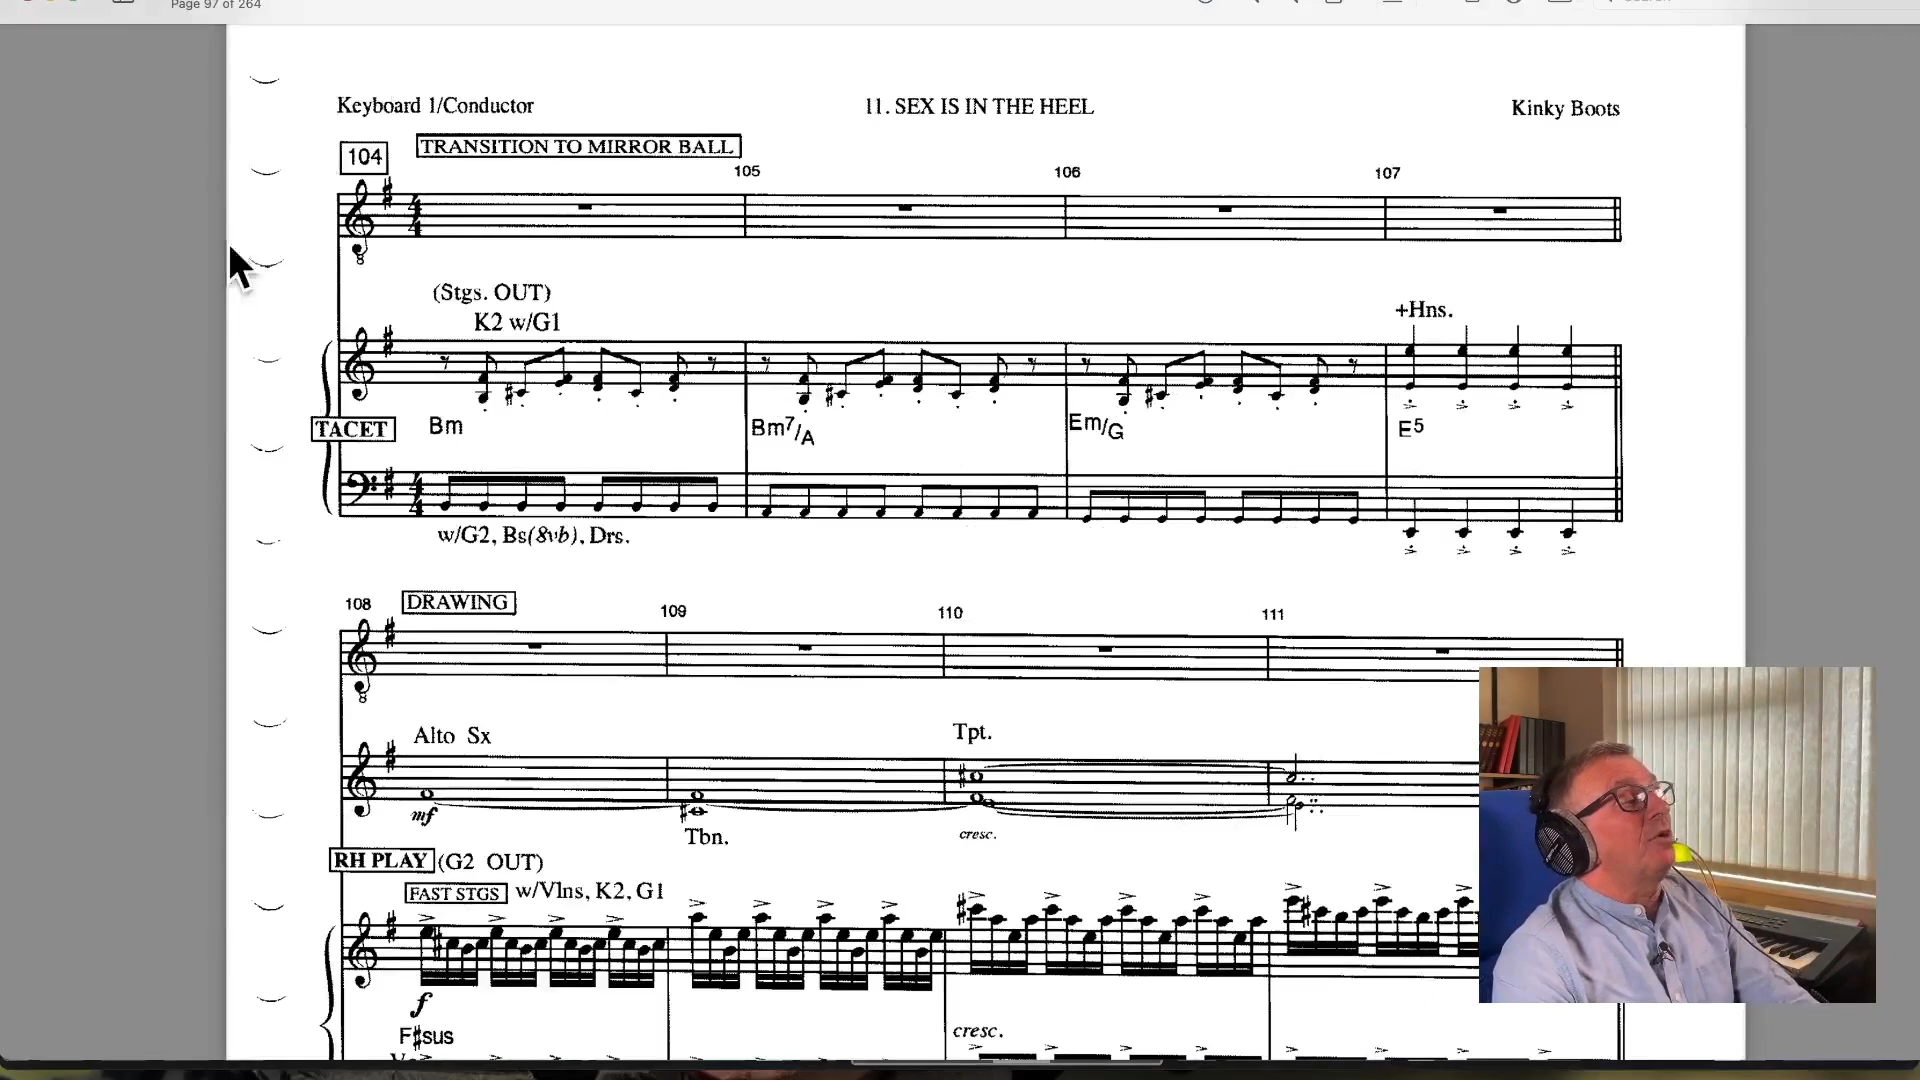 Page 97 of 264
Keyboard 1/Conductor
11. SEX IS IN THE HEEL
Kinky Boots
104
TRANSITION TO MIRROR BALL
105
106
107
(Stgs. OUT)
K2 w/G1
+Hns.
TACET
Bm
Bm7/A
Em/G
E5
w/G2, Bs(8vb), Drs.
108
DRAWING
109
110
111
Alto Sx
Tpt.
mf
Tbn.
cresc.
RH PLAY
(G2 OUT)
FAST STGS
w/Vlns, K2, G1
f
F#sus
cresc.